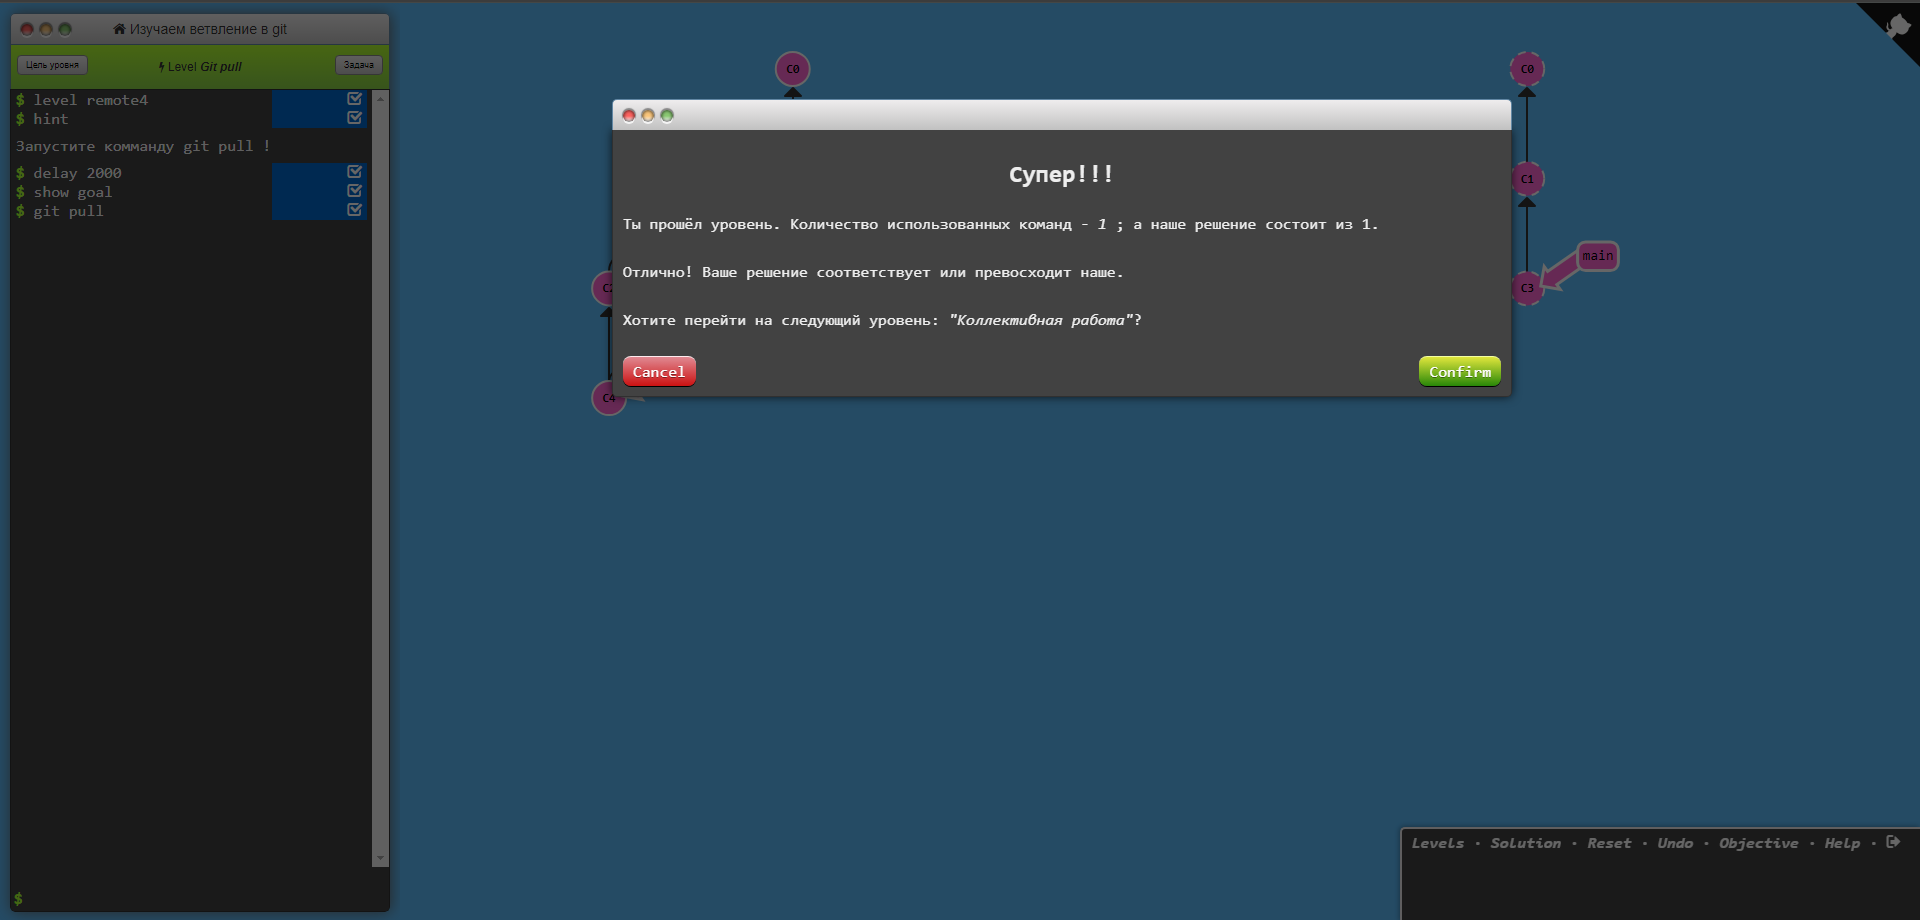 Изучаем ветвление в git
Цель уровня
Level Git pull
Задача
$ level remote4
$ hint
Запустите комманду git pull !
$ delay 2000
$ show goal
$ git pull
$
C0
C4
Супер!!!
Ты прошёл уровень. Количество использованных команд - 1 ; а наше решение состоит из 1.
Отлично! Ваше решение соответствует или превосходит наше.
Хотите перейти на следующий уровень: "Коллективная работа"?
Cancel
Confirm
C0
C1
main
C3
Levels · Solution · Reset · Undo · Objective · Help ·